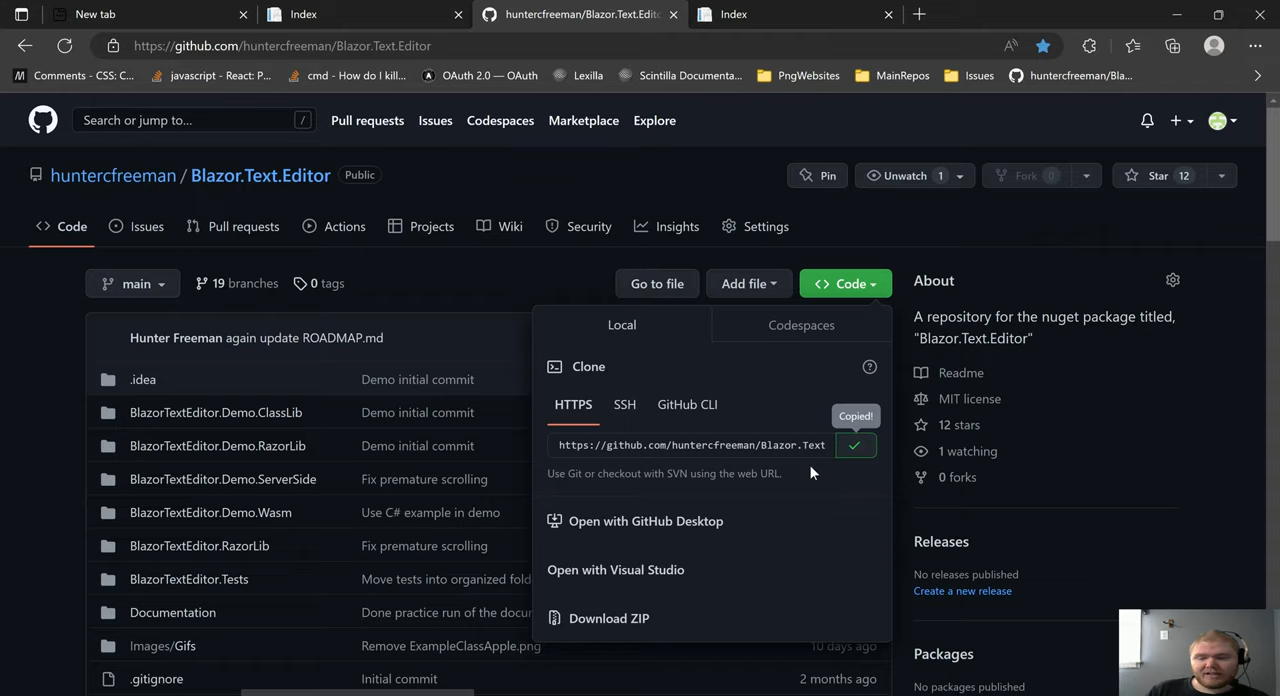 New tab
Index
huntercfreeman/Blazor.Text.Edito
Index
https://github.com/huntercfreeman/Blazor.Text.Editor
Comments - CSS: C...
javascript - React: P...
cmd - How do I kill...
OAuth 2.0 — OAuth
Lexilla
Scintilla Documenta...
PngWebsites
MainRepos
Issues
huntercfreeman/Bla...
Search or jump to...
/
Pull requests
Issues
Codespaces
Marketplace
Explore
huntercfreeman / Blazor.Text.Editor
Public
Pin
Unwatch 1
Fork 0
Star 12
Code
Issues
Pull requests
Actions
Projects
Wiki
Security
Insights
Settings
main
19 branches
0 tags
Go to file
Add file
Code
Hunter Freeman again update ROADMAP.md
.idea
Demo initial commit
BlazorTextEditor.Demo.ClassLib
Demo initial commit
BlazorTextEditor.Demo.RazorLib
Demo initial commit
BlazorTextEditor.Demo.ServerSide
Fix premature scrolling
BlazorTextEditor.Demo.Wasm
Use C# example in demo
BlazorTextEditor.RazorLib
Fix premature scrolling
BlazorTextEditor.Tests
Move tests into organized fold
Documentation
Done practice run of the docum
Images/Gifs
Remove ExampleClassApple.png
10 days ago
.gitignore
Initial commit
2 months ago
Local
Codespaces
Clone
HTTPS
SSH
GitHub CLI
Copied!
https://github.com/huntercfreeman/Blazor.Text
Use Git or checkout with SVN using the web URL.
Open with GitHub Desktop
Open with Visual Studio
Download ZIP
About
A repository for the nuget package titled,
"Blazor.Text.Editor"
Readme
MIT license
12 stars
1 watching
0 forks
Releases
No releases published
Create a new release
Packages
No packages published